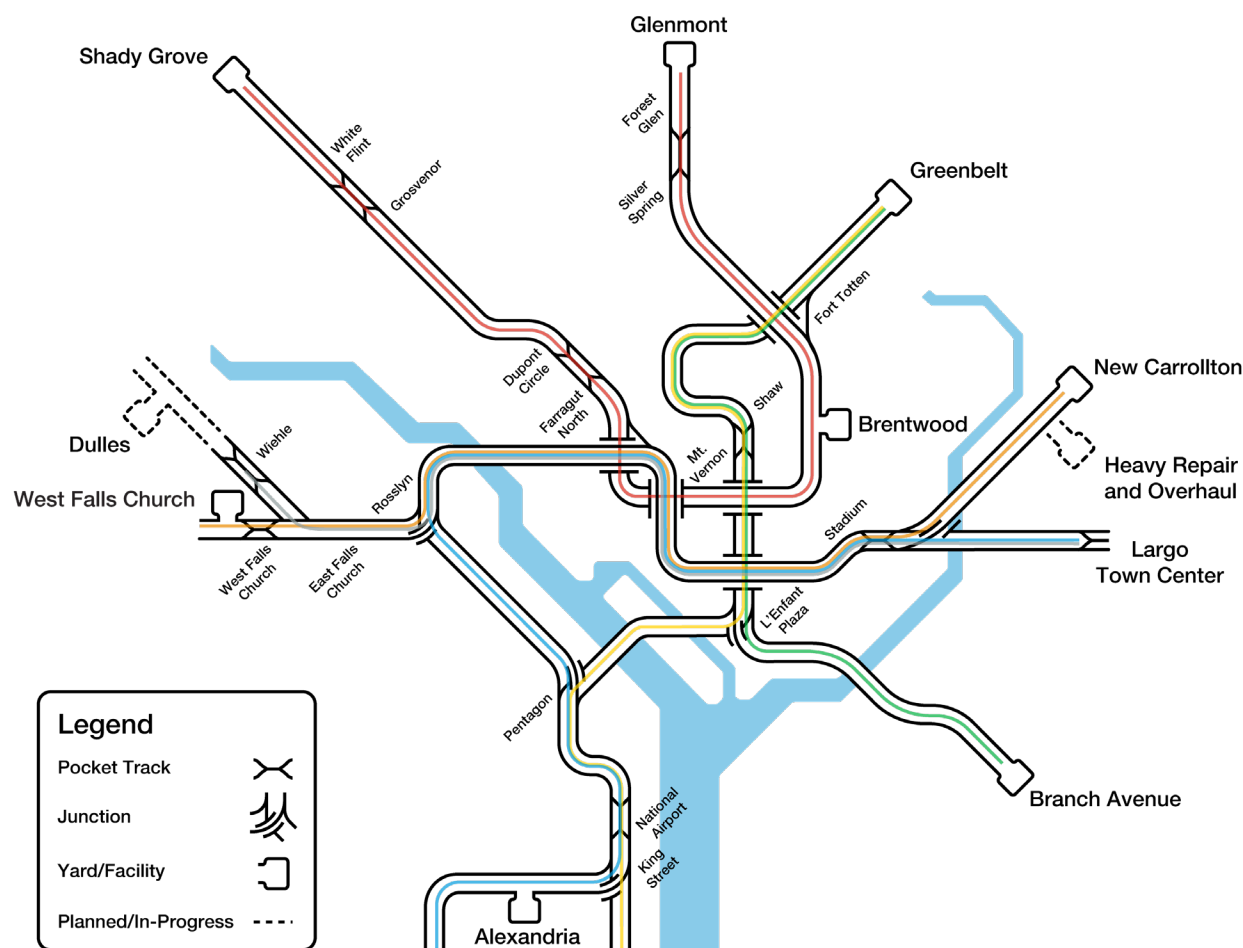 Glenmont
Shady Grove
Forest
Glen
White
Flint
Grosvenor
Silver
Spring
Greenbelt
Fort Totten
Dupont
Circle
Farragut
North
Shaw
New Carrollton
Dulles
Wiehle
Mt.
Vernon
Brentwood
Heavy Repair
and Overhaul
West Falls Church
Rosslyn
Stadium
West Falls
Church
East Falls
Church
Largo
Town Center
L'Enfant
Plaza
Pentagon
National
Airport
King
Street
Branch Avenue
Alexandria
Legend
Pocket Track
Junction
Yard/Facility
Planned/In-Progress